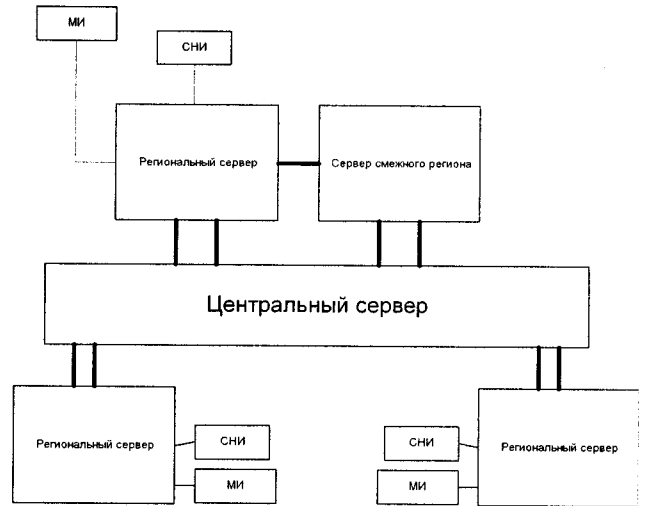 МИ
СНИ
Региональный сервер
Сервер смежного региона
Центральный сервер
Региональный сервер
СНИ
МИ
СНИ
МИ
Региональный сервер